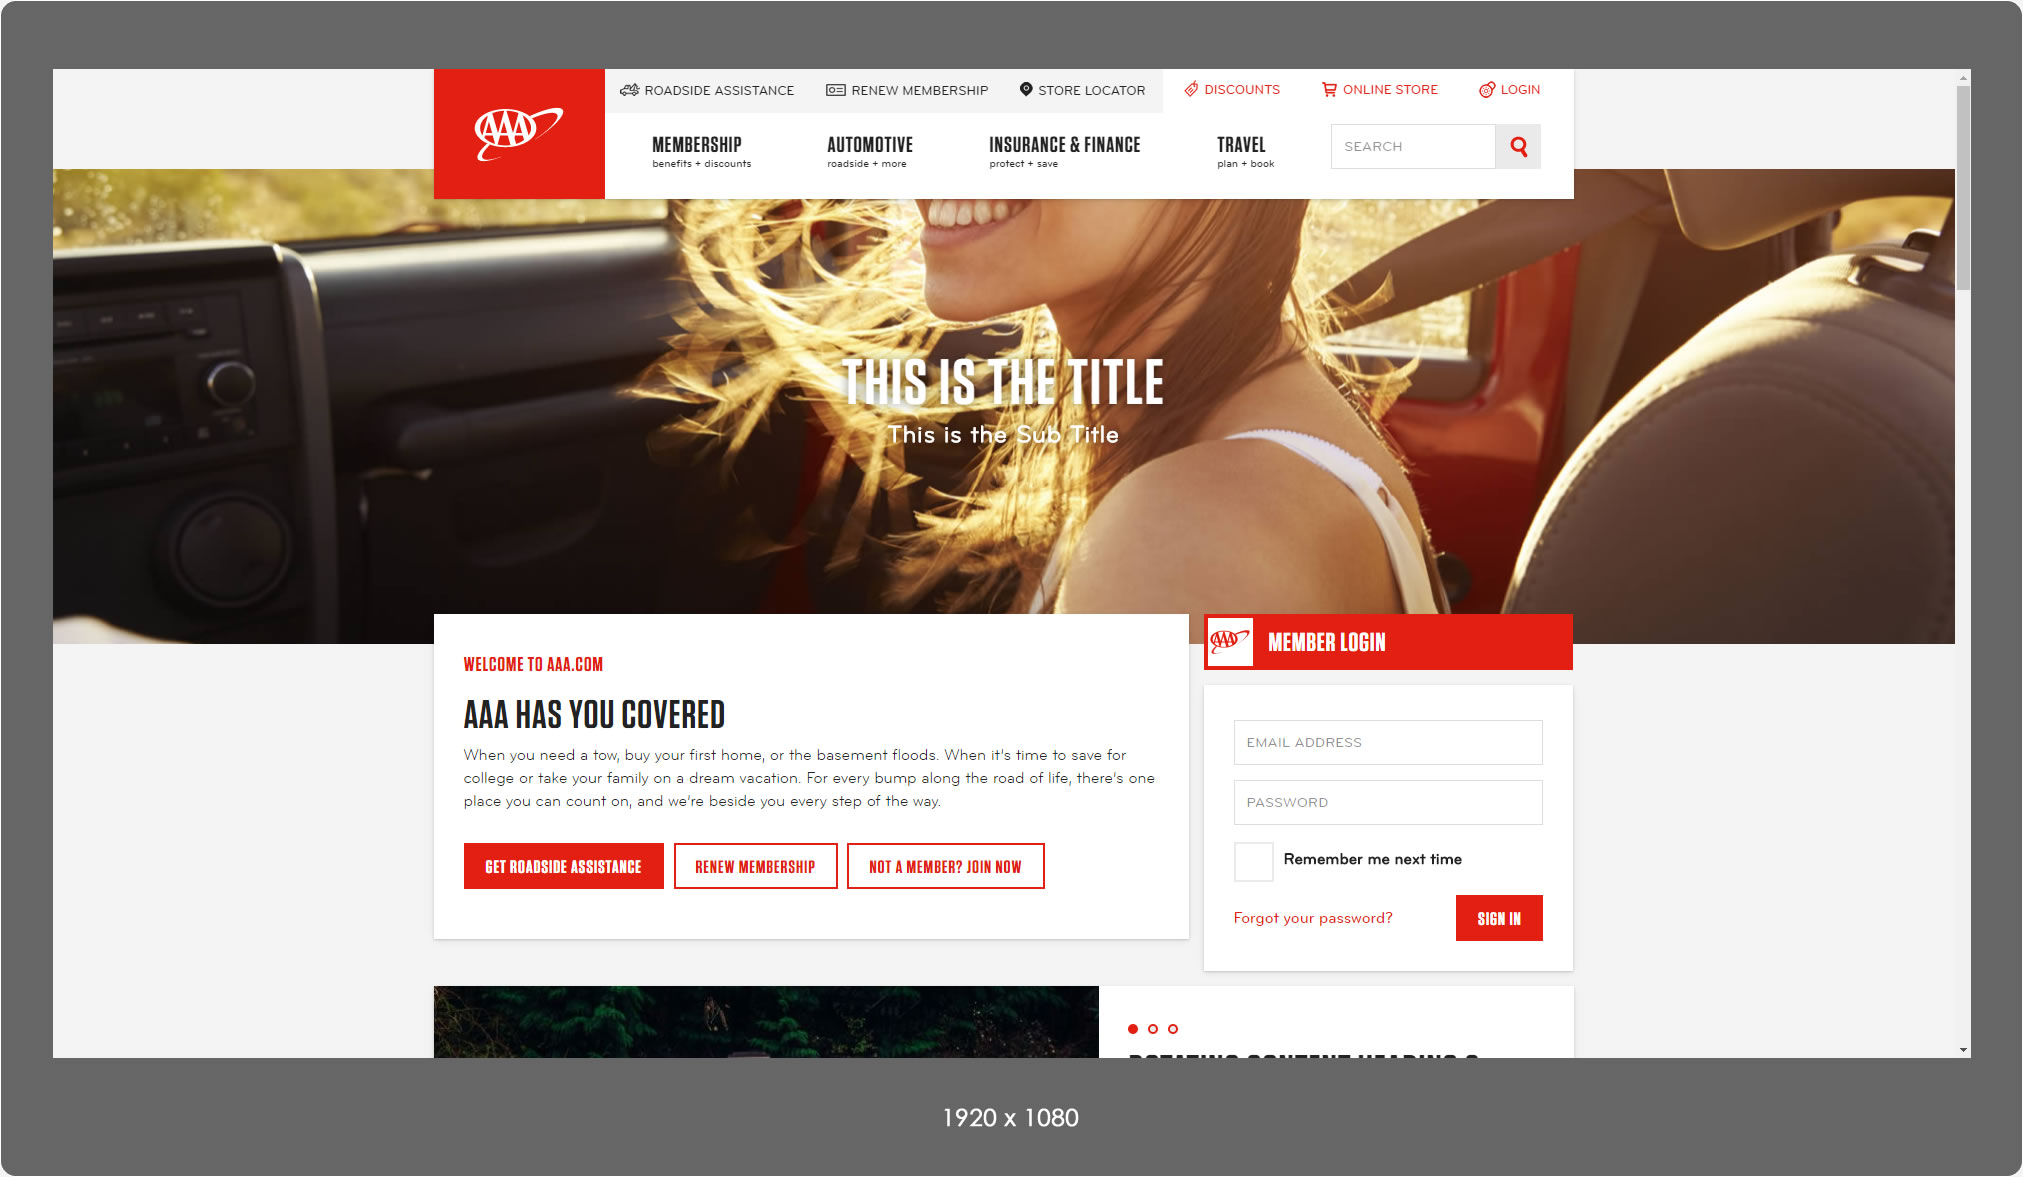 AAA
ROADSIDE ASSISTANCE
RENEW MEMBERSHIP
STORE LOCATOR
DISCOUNTS
ONLINE STORE
LOGIN
MEMBERSHIP
benefits + discounts
AUTOMOTIVE
roadside + more
INSURANCE & FINANCE
protect + save
TRAVEL
plan + book
SEARCH
THIS IS THE TITLE
This is the Sub Title
WELCOME TO AAA.COM
AAA HAS YOU COVERED
When you need a tow, buy your first home, or the basement floods. When it's time to save for
college or take your family on a dream vacation. For every bump along the road of life, there's one
place you can count on, and we're beside you every step of the way.
GET ROADSIDE ASSISTANCE
RENEW MEMBERSHIP
NOT A MEMBER? JOIN NOW
AAA
MEMBER LOGIN
EMAIL ADDRESS
PASSWORD
Remember me next time
Forgot your password?
SIGN IN
ROTATING CONTENT HEADING
1920 x 1080